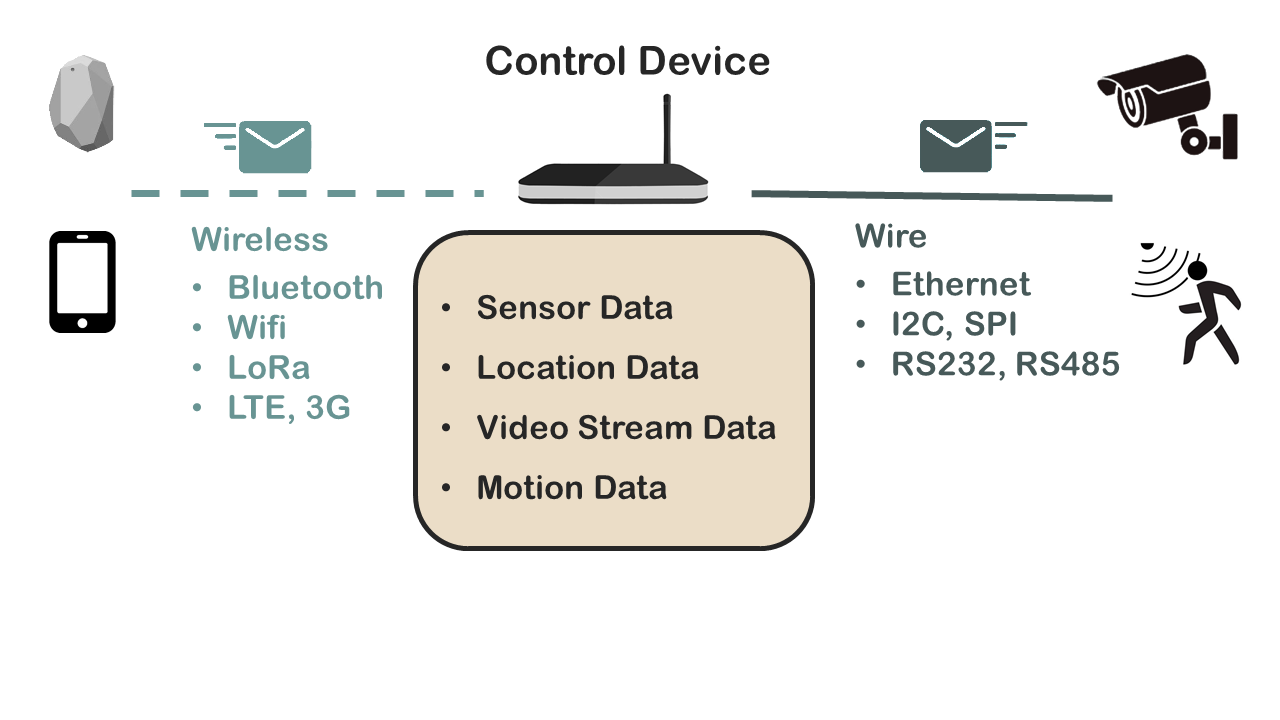 Control Device
Wireless
• Bluetooth
• Wifi
• LoRa
• LTE, 3G
• Sensor Data
• Location Data
• Video Stream Data
• Motion Data
Wire
• Ethernet
• I2C, SPI
• RS232, RS485